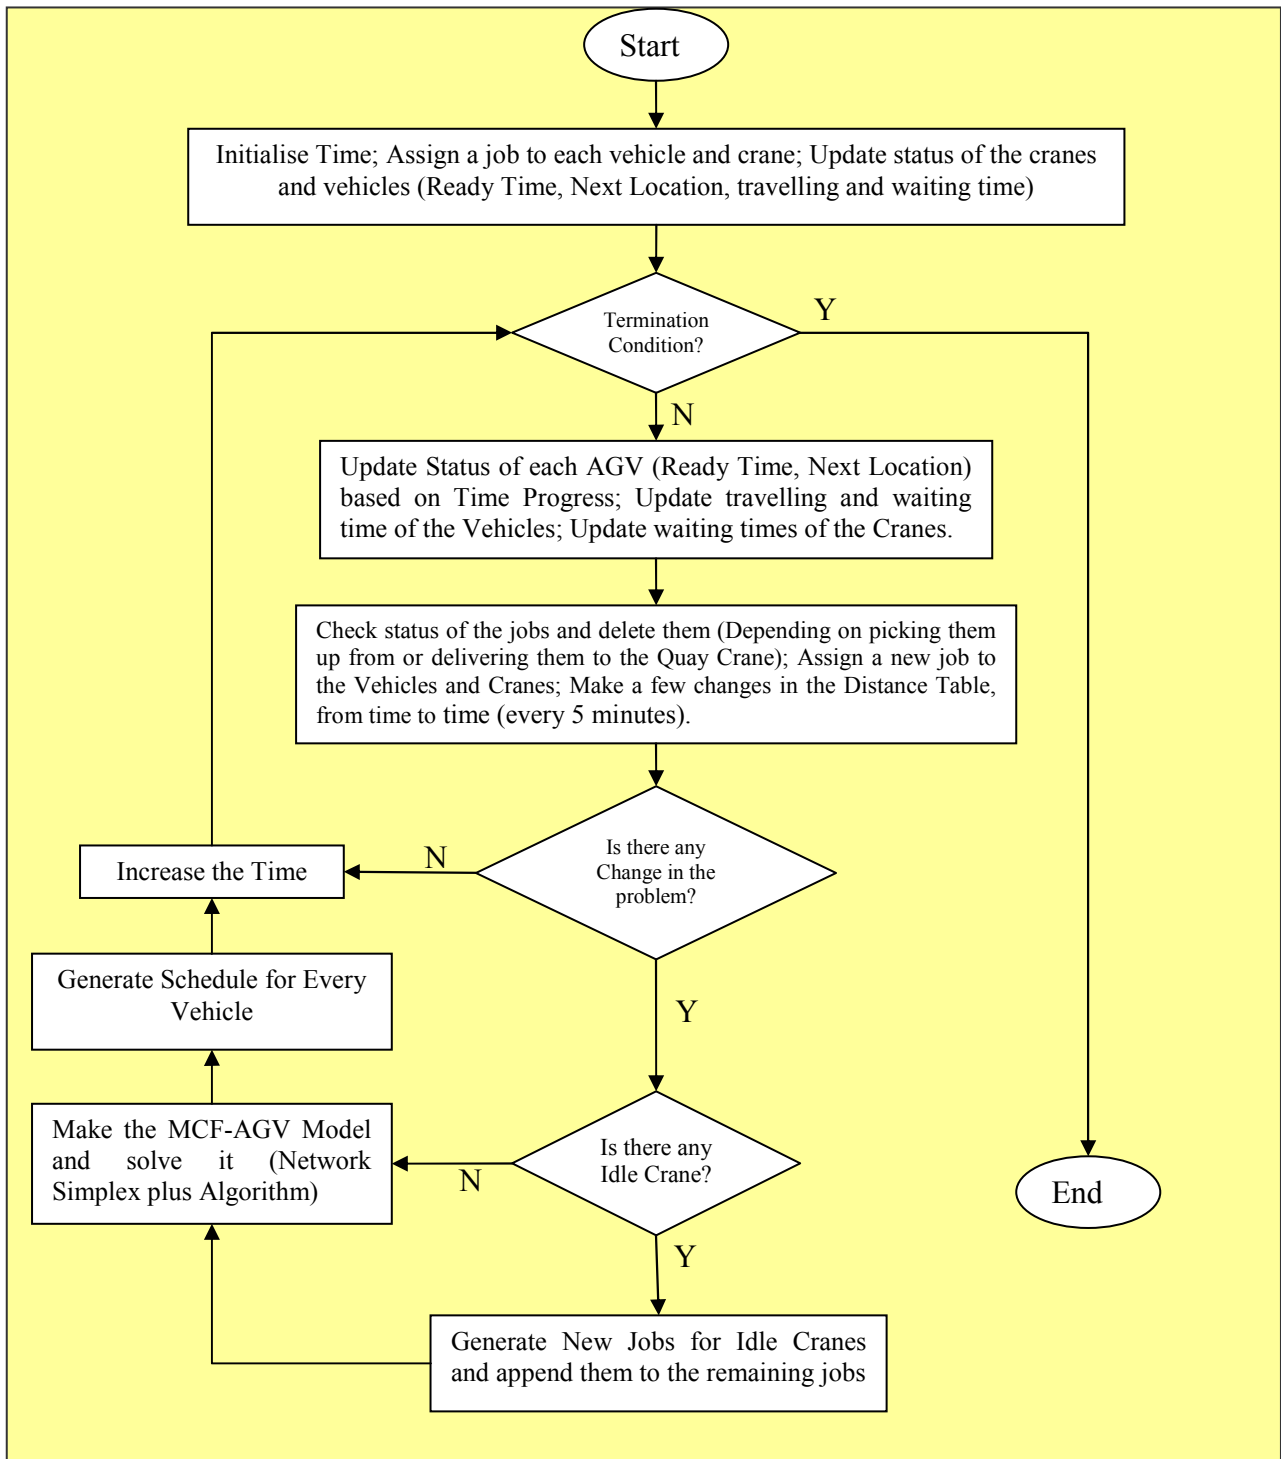 Start
Initialise Time; Assign a job to each vehicle and crane; Update status of the cranes
and vehicles (Ready Time, Next Location, travelling and waiting time)
Termination
Condition?
Y
N
Update Status of each AGV (Ready Time, Next Location)
based on Time Progress; Update travelling and waiting
time of the Vehicles; Update waiting times of the Cranes.
Check status of the jobs and delete them (Depending on picking them
up from or delivering them to the Quay Crane); Assign a new job to
the Vehicles and Cranes; Make a few changes in the Distance Table,
from time to time (every 5 minutes).
Is there any
Change in the
problem?
N
Increase the Time
Generate Schedule for Every
Vehicle
Y
Make the MCF-AGV Model
and solve it (Network
Simplex plus Algorithm)
N
Is there any
Idle Crane?
End
Y
Generate New Jobs for Idle Cranes
and append them to the remaining jobs